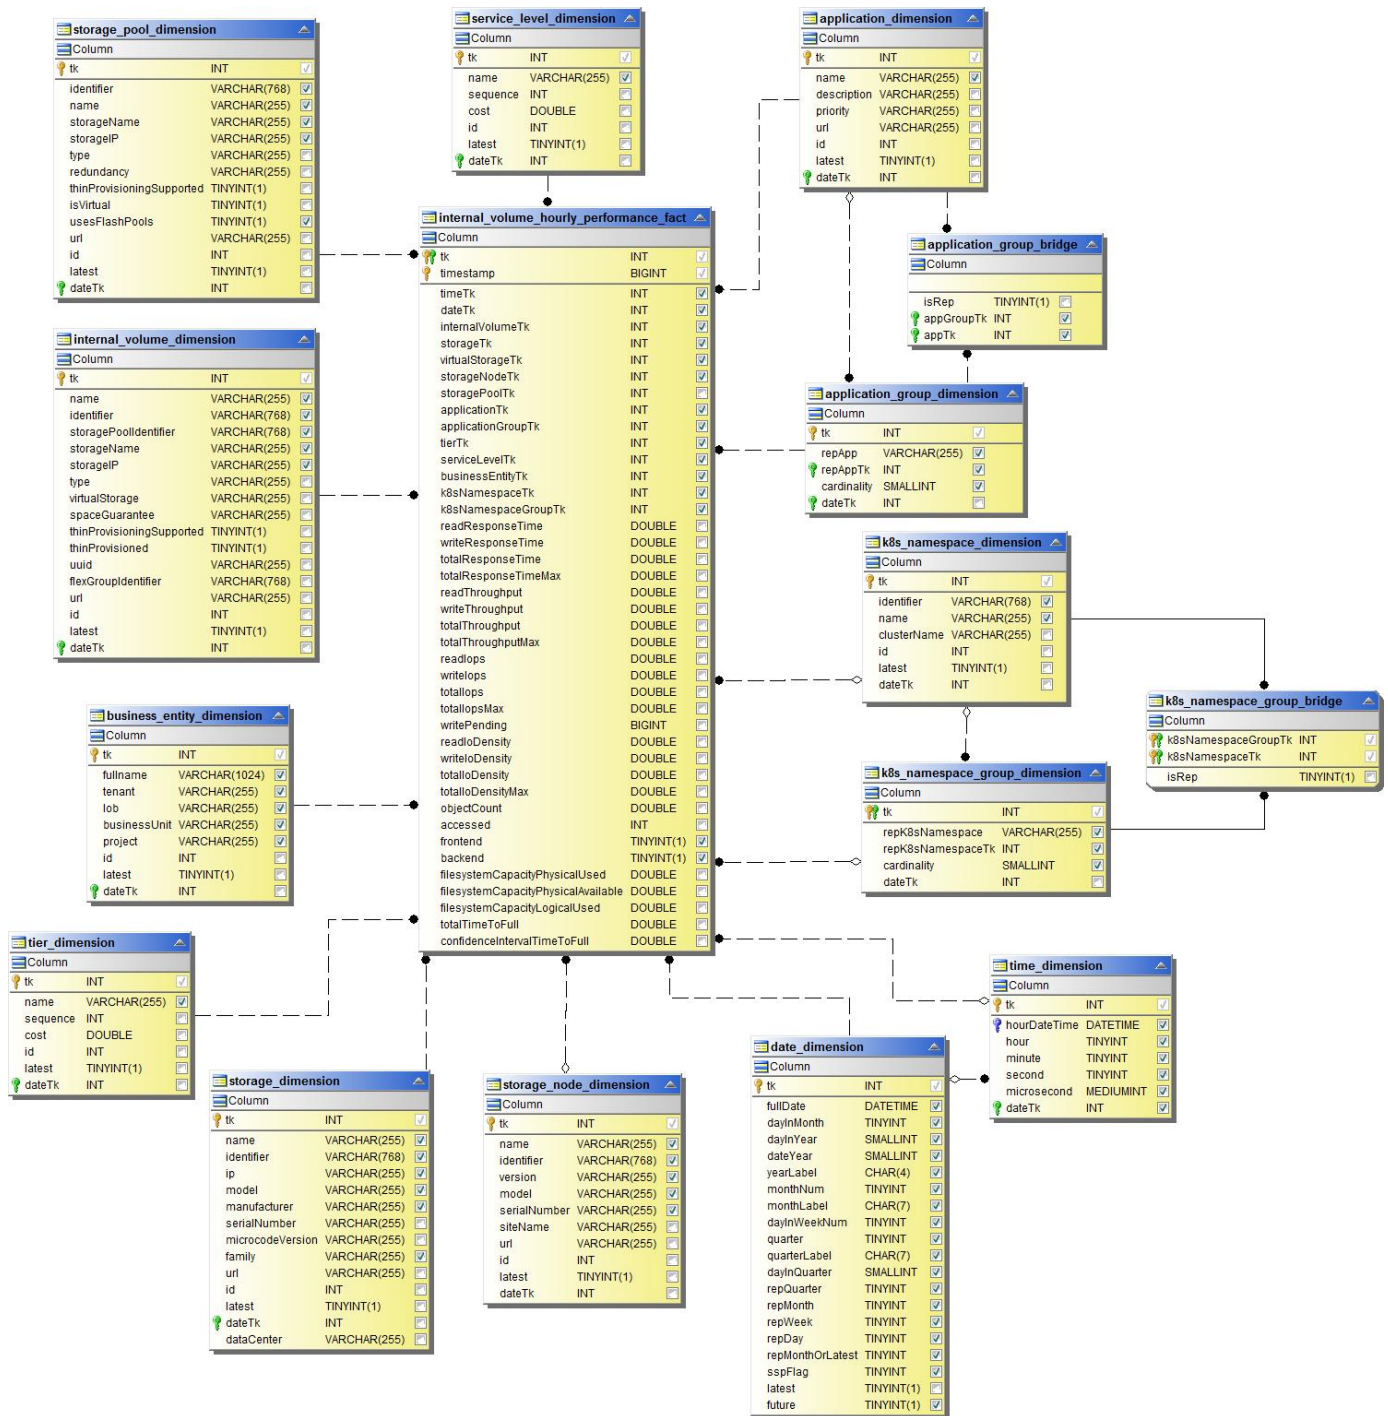 storage_pool_dimension
Column
tk INT
identifier VARCHAR(768)
name VARCHAR(255)
storageName VARCHAR(255)
storageIP VARCHAR(255)
type VARCHAR(255)
redundancy VARCHAR(255)
thinProvisioningSupported TINYINT(1)
isVirtual TINYINT(1)
usesFlashPools TINYINT(1)
url VARCHAR(255)
id INT
latest TINYINT(1)
dateTk INT
service_level_dimension
Column
tk INT
name VARCHAR(255)
sequence INT
cost DOUBLE
id INT
latest TINYINT(1)
dateTk INT
application_dimension
Column
tk INT
name VARCHAR(255)
description VARCHAR(255)
priority VARCHAR(255)
url VARCHAR(255)
id INT
latest TINYINT(1)
dateTk INT
internal_volume_hourly_performance_fact
Column
tk INT
timestamp BIGINT
timeTk INT
dateTk INT
internalVolumeTk INT
storageTk INT
virtualStorageTk INT
storageNodeTk INT
storagePoolTk INT
applicationTk INT
applicationGroupTk INT
tierTk INT
serviceLevelTk INT
businessEntityTk INT
k8sNamespaceTk INT
k8sNamespaceGroupTk INT
readResponseTime DOUBLE
writeResponseTime DOUBLE
totalResponseTime DOUBLE
totalResponseTimeMax DOUBLE
readThroughput DOUBLE
writeThroughput DOUBLE
totalThroughput DOUBLE
totalThroughputMax DOUBLE
readIops DOUBLE
writeIops DOUBLE
totalIops DOUBLE
totalIopsMax DOUBLE
writePending BIGINT
readIoDensity DOUBLE
writeIoDensity DOUBLE
totalIoDensity DOUBLE
totalIoDensityMax DOUBLE
objectCount DOUBLE
accessed INT
frontend TINYINT(1)
backend TINYINT(1)
filesystemCapacityPhysicalUsed DOUBLE
filesystemCapacityPhysicalAvailable DOUBLE
filesystemCapacityLogicalUsed DOUBLE
totalTimeToFull DOUBLE
confidenceIntervalTimeToFull DOUBLE
application_group_bridge
Column
isRep TINYINT(1)
appGroupTk INT
appTk INT
internal_volume_dimension
Column
tk INT
name VARCHAR(255)
identifier VARCHAR(768)
storagePoolIdentifier VARCHAR(768)
storageName VARCHAR(255)
storageIP VARCHAR(255)
type VARCHAR(255)
virtualStorage VARCHAR(255)
spaceGuarantee VARCHAR(255)
thinProvisioningSupported TINYINT(1)
thinProvisioned TINYINT(1)
uuid VARCHAR(255)
flexGroupIdentifier VARCHAR(768)
url VARCHAR(255)
id INT
latest TINYINT(1)
dateTk INT
application_group_dimension
Column
tk INT
repApp VARCHAR(255)
repAppTk INT
cardinality SMALLINT
dateTk INT
k8s_namespace_dimension
Column
tk INT
identifier VARCHAR(768)
name VARCHAR(255)
clusterName VARCHAR(255)
id INT
latest TINYINT(1)
dateTk INT
k8s_namespace_group_bridge
Column
k8sNamespaceGroupTk INT
k8sNamespaceTk INT
isRep TINYINT(1)
business_entity_dimension
Column
tk INT
fullname VARCHAR(1024)
tenant VARCHAR(255)
lob VARCHAR(255)
businessUnit VARCHAR(255)
project VARCHAR(255)
id INT
latest TINYINT(1)
dateTk INT
k8s_namespace_group_dimension
Column
tk INT
repK8sNamespace VARCHAR(255)
repK8sNamespaceTk INT
cardinality SMALLINT
dateTk INT
tier_dimension
Column
tk INT
name VARCHAR(255)
sequence INT
cost DOUBLE
id INT
latest TINYINT(1)
dateTk INT
time_dimension
Column
tk INT
hourDateTime DATETIME
hour TINYINT
minute TINYINT
second TINYINT
microsecond MEDIUMINT
dateTk INT
storage_dimension
Column
tk INT
name VARCHAR(255)
identifier VARCHAR(768)
ip VARCHAR(255)
model VARCHAR(255)
manufacturer VARCHAR(255)
serialNumber VARCHAR(255)
microcodeVersion VARCHAR(255)
family VARCHAR(255)
url VARCHAR(255)
id INT
latest TINYINT(1)
dateTk INT
dataCenter VARCHAR(255)
storage_node_dimension
Column
tk INT
name VARCHAR(255)
identifier VARCHAR(768)
version VARCHAR(255)
model VARCHAR(255)
serialNumber VARCHAR(255)
siteName VARCHAR(255)
url VARCHAR(255)
id INT
latest TINYINT(1)
dateTk INT
date_dimension
Column
tk INT
fullDate DATETIME
dayInMonth TINYINT
dayInYear SMALLINT
dateYear SMALLINT
yearLabel CHAR(4)
monthNum TINYINT
monthLabel CHAR(7)
dayInWeekNum TINYINT
quarter TINYINT
quarterLabel CHAR(7)
dayInQuarter SMALLINT
repQuarter TINYINT
repMonth TINYINT
repWeek TINYINT
repDay TINYINT
repMonthOrLatest TINYINT
sspFlag TINYINT
latest TINYINT(1)
future TINYINT(1)